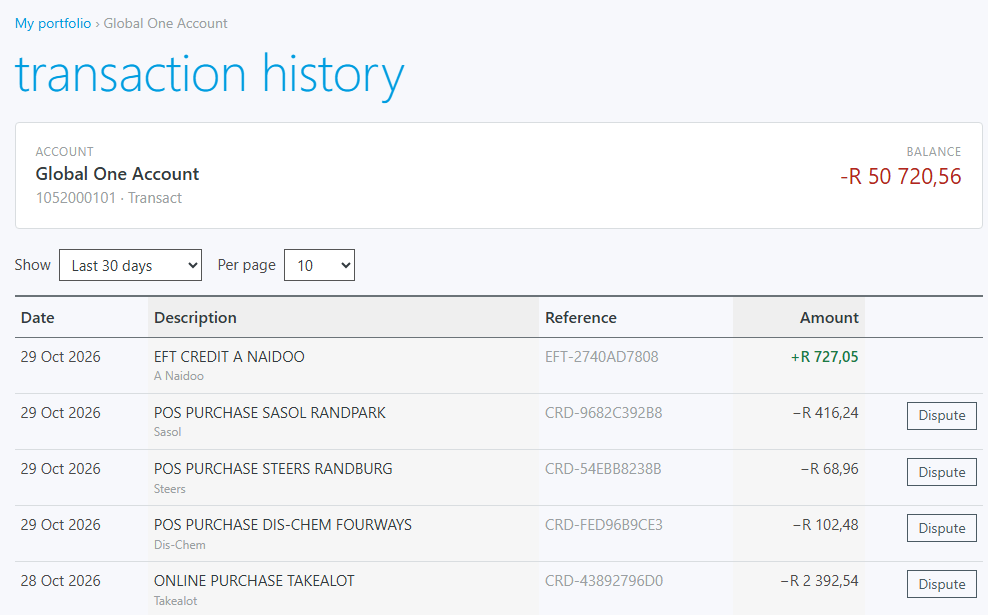 My portfolio › Global One Account
transaction history
ACCOUNT
Global One Account
1052000101 · Transact
BALANCE
-R 50 720,56
Show Last 30 days Per page 10
Date Description Reference Amount
29 Oct 2026 EFT CREDIT A NAIDOO EFT-2740AD7808 +R 727,05
A Naidoo
29 Oct 2026 POS PURCHASE SASOL RANDPARK CRD-9682C392B8 −R 416,24 Dispute
Sasol
29 Oct 2026 POS PURCHASE STEERS RANDBURG CRD-54EBB8238B −R 68,96 Dispute
Steers
29 Oct 2026 POS PURCHASE DIS-CHEM FOURWAYS CRD-FED96B9CE3 −R 102,48 Dispute
Dis-Chem
28 Oct 2026 ONLINE PURCHASE TAKEALOT CRD-43892796D0 −R 2 392,54 Dispute
Takealot